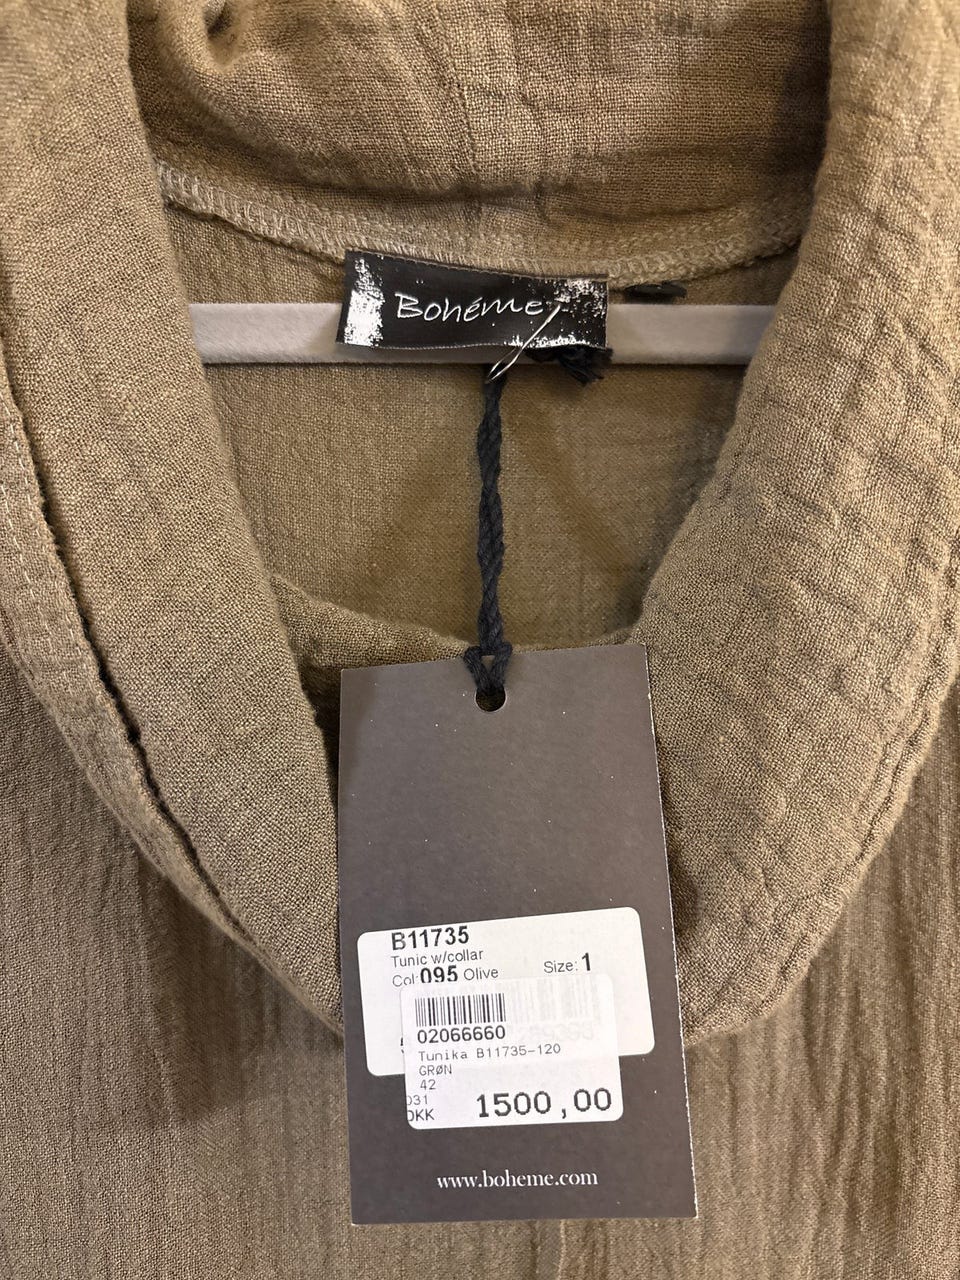 Bohéme
B11735
Tunic w/collar
Col: 095 Olive Size: 1
02066660
Tunika B11735-120
GRØN
42
031
DKK 1500,00
www.boheme.com